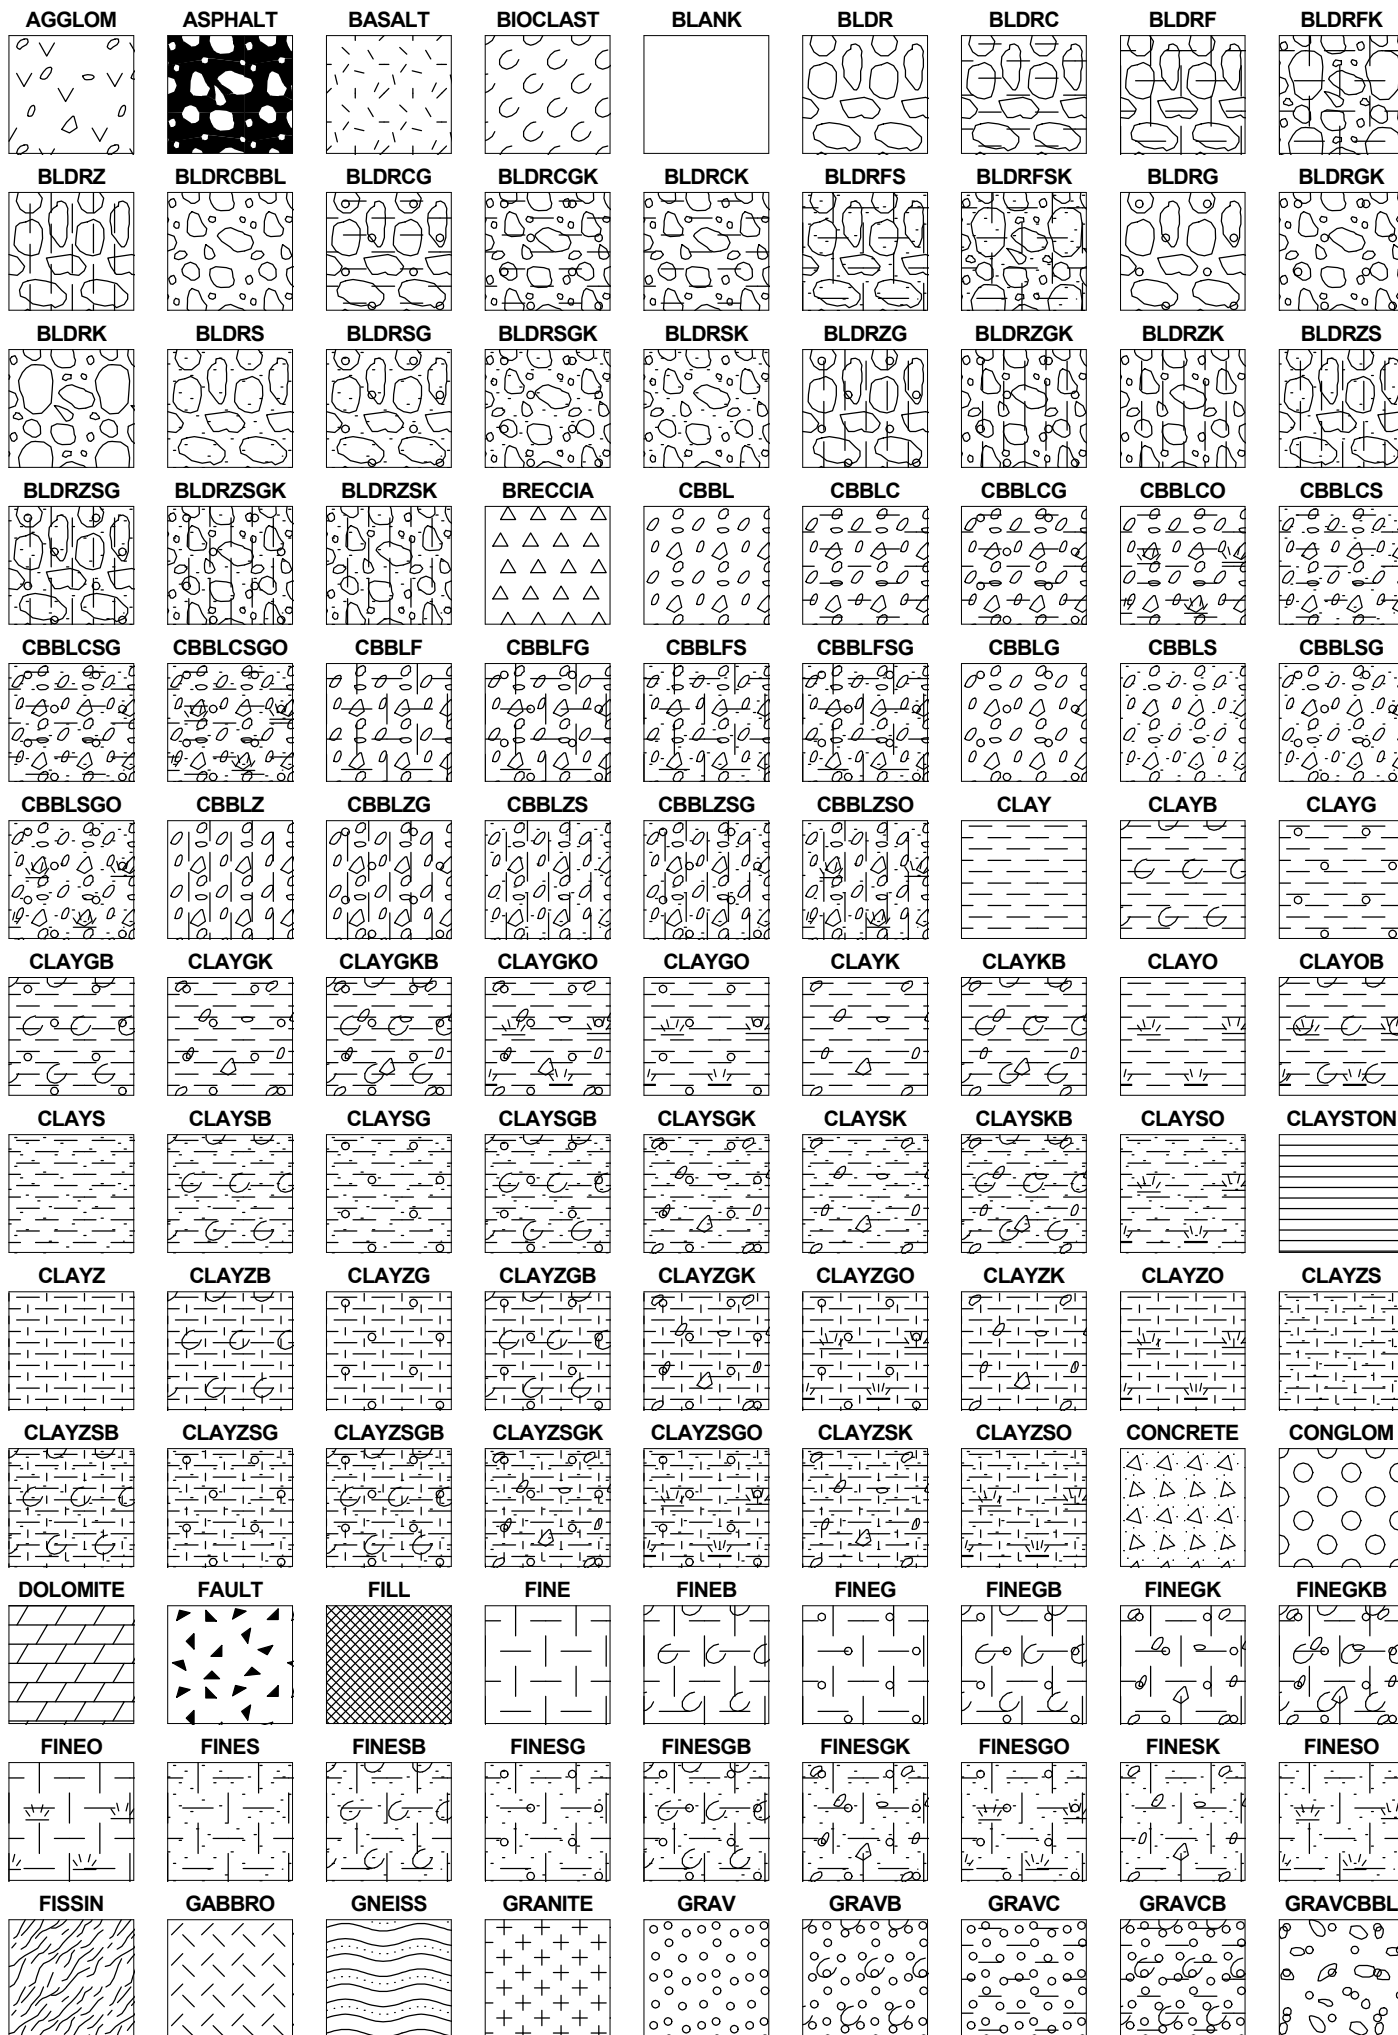 AGGLOM ASPHALT BASALT BIOCLAST BLANK BLDR BLDRC BLDRF BLDRFK
BLDRZ BLDRCBBL BLDRCG BLDRCGK BLDRCK BLDRFS BLDRFSK BLDRG BLDRGK
BLDRK BLDRS BLDRSG BLDRSGK BLDRSK BLDRZG BLDRZGK BLDRZK BLDRZS
BLDRZSG BLDRZSGK BLDRZSK BRECCIA CBBL CBBLC CBBLCG CBBLCO CBBLCS
CBBLCSG CBBLCSGO CBBLF CBBLFG CBBLFS CBBLFSG CBBLG CBBLS CBBLSG
CBBLSGO CBBLZ CBBLZG CBBLZS CBBLZSG CBBLZSO CLAY CLAYB CLAYG
CLAYGB CLAYGK CLAYGKB CLAYGKO CLAYGO CLAYK CLAYKB CLAYO CLAYOB
CLAYS CLAYSB CLAYSG CLAYSGB CLAYSGK CLAYSK CLAYSKB CLAYSO CLAYSTON
CLAYZ CLAYZB CLAYZG CLAYZGB CLAYZGK CLAYZGO CLAYZK CLAYZO CLAYZS
CLAYZSB CLAYZSG CLAYZSGB CLAYZSGK CLAYZSGO CLAYZSK CLAYZSO CONCRETE CONGLOM
DOLOMITE FAULT FILL FINE FINEB FINEG FINEGB FINEGK FINEGKB
FINEO FINES FINESB FINESG FINESGB FINESGK FINESGO FINESK FINESO
FISSIN GABBRO GNEISS GRANITE GRAV GRAVB GRAVC GRAVCB GRAVCBBL